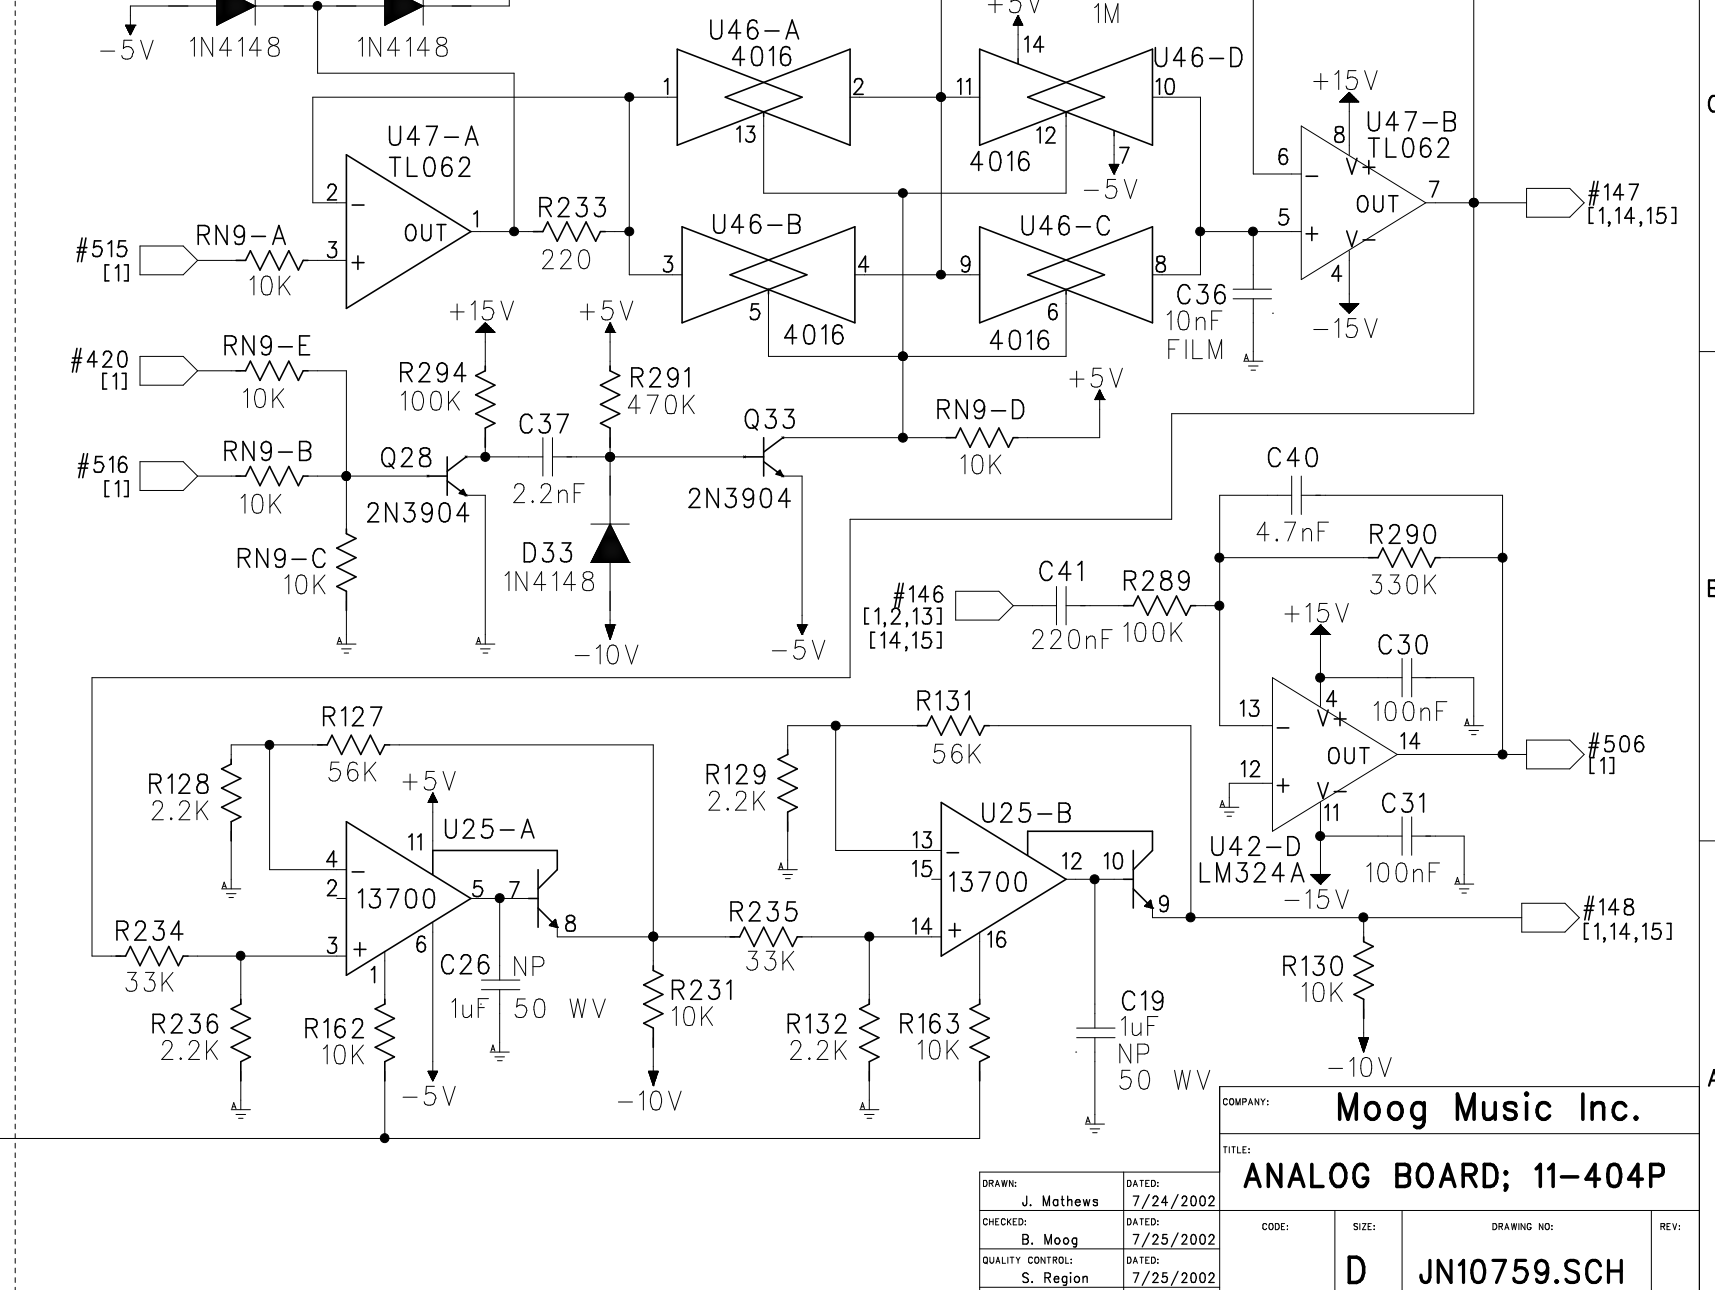 -5V
1N4148
1N4148
U46-A
4016
1
2
13
+5V
1M
14
U46-D
11
10
12
4016
7
-5V
+15V
U47-B
TL062
8
V+
6
-
5
+
OUT
7
V-
4
-15V
#147
[1,14,15]
C
U47-A
TL062
2
-
3
+
OUT
1
R233
220
#515
[1]
RN9-A
10K
U46-B
3
4
5
4016
U46-C
9
8
6
4016
C36
10nF
FILM
A
#420
[1]
RN9-E
10K
+15V
R294
100K
+5V
R291
470K
C37
2.2nF
Q33
2N3904
RN9-D
10K
+5V
#516
[1]
RN9-B
10K
Q28
2N3904
RN9-C
10K
A
A
D33
1N4148
-10V
-5V
C40
4.7nF
R290
330K
#146
[1,2,13]
[14,15]
C41
220nF
R289
100K
B
+15V
C30
100nF
A
4
V+
13
-
12
+
A
OUT
14
V-
11
U42-D
LM324A
C31
100nF
A
-15V
#506
[1]
R127
56K
R128
2.2K
A
+5V
11
U25-A
4
-
2
13700
3
+
1
5
7
8
6
R234
33K
R236
2.2K
A
R162
10K
C26
NP
1uF
50 WV
A
-5V
R231
10K
-10V
R131
56K
R129
2.2K
A
U25-B
13
-
15
13700
14
+
16
12
10
9
R235
33K
R132
2.2K
A
R163
10K
C19
1uF
NP
50 WV
A
#148
[1,14,15]
R130
10K
-10V
A
COMPANY:
Moog Music Inc.
TITLE:
ANALOG BOARD; 11-404P
DRAWN:
J. Mathews
DATED:
7/24/2002
CHECKED:
B. Moog
DATED:
7/25/2002
QUALITY CONTROL:
S. Region
DATED:
7/25/2002
CODE:
SIZE:
D
DRAWING NO:
JN10759.SCH
REV: